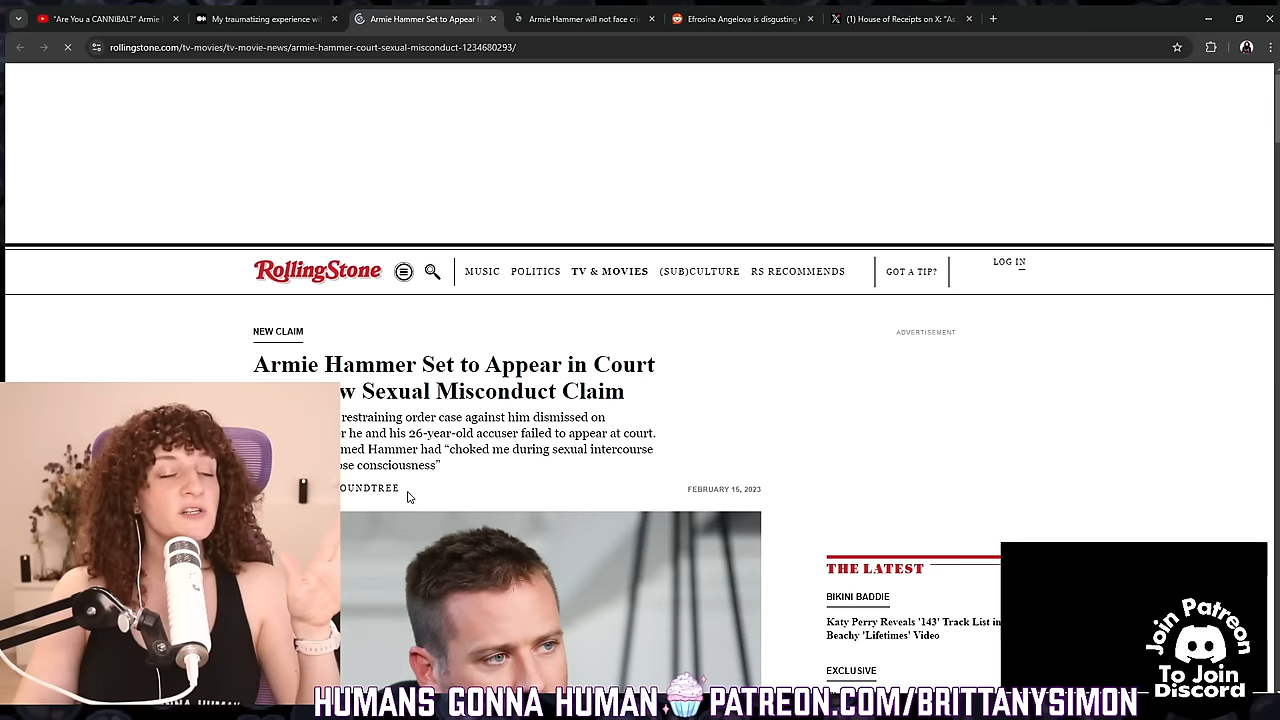 "Are You a CANNIBAL?" Armie
My traumatizing experience wi
Armie Hammer Set to Appear i
Armie Hammer will not face cr
Efrosina Angelova is disgusting
(1) House of Receipts on X: "As
rollingstone.com/tv-movies/tv-movie-news/armie-hammer-court-sexual-misconduct-1234680293/
RollingStone
MUSIC POLITICS TV & MOVIES (SUB)CULTURE RS RECOMMENDS
GOT A TIP?
LOG IN
NEW CLAIM
ADVERTISEMENT
Armie Hammer Set to Appear in Court
w Sexual Misconduct Claim
restraining order case against him dismissed on
r he and his 26-year-old accuser failed to appear at court.
med Hammer had "choked me during sexual intercourse
ose consciousness"
OUNDTREE
FEBRUARY 15, 2023
THE LATEST
BIKINI BADDIE
Katy Perry Reveals '143' Track List in
Beachy 'Lifetimes' Video
EXCLUSIVE
Join Patreon
To Join
Discord
HUMANS GONNA HUMAN PATREON.COM/BRITTANYSIMON